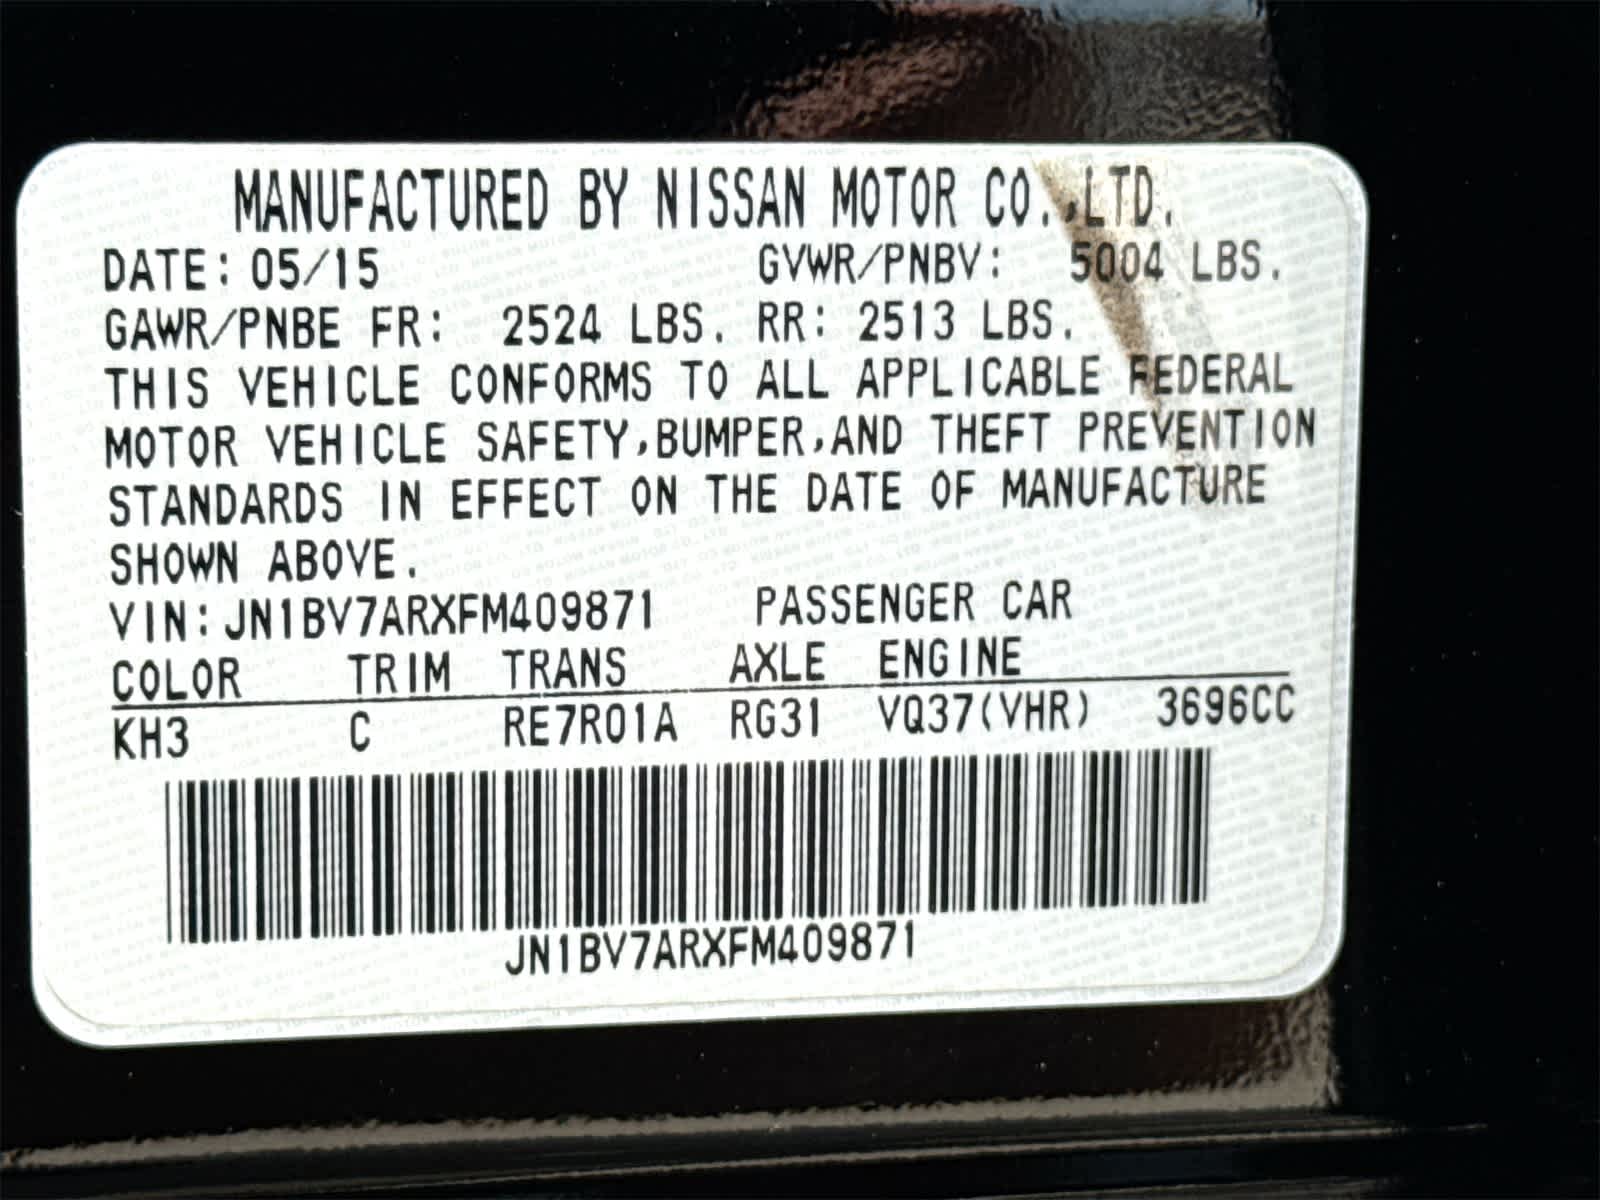 MANUFACTURED BY NISSAN MOTOR CO.,LTD.
DATE: 05/15 GVWR/PNBV: 5004 LBS.
GAWR/PNBE FR: 2524 LBS. RR: 2513 LBS.
THIS VEHICLE CONFORMS TO ALL APPLICABLE FEDERAL
MOTOR VEHICLE SAFETY,BUMPER,AND THEFT PREVENTION
STANDARDS IN EFFECT ON THE DATE OF MANUFACTURE
SHOWN ABOVE.
VIN:JN1BV7ARXFM409871 PASSENGER CAR
COLOR TRIM TRANS AXLE ENGINE
KH3 C RE7R01A RG31 VQ37(VHR) 3696CC
JN1BV7ARXFM409871